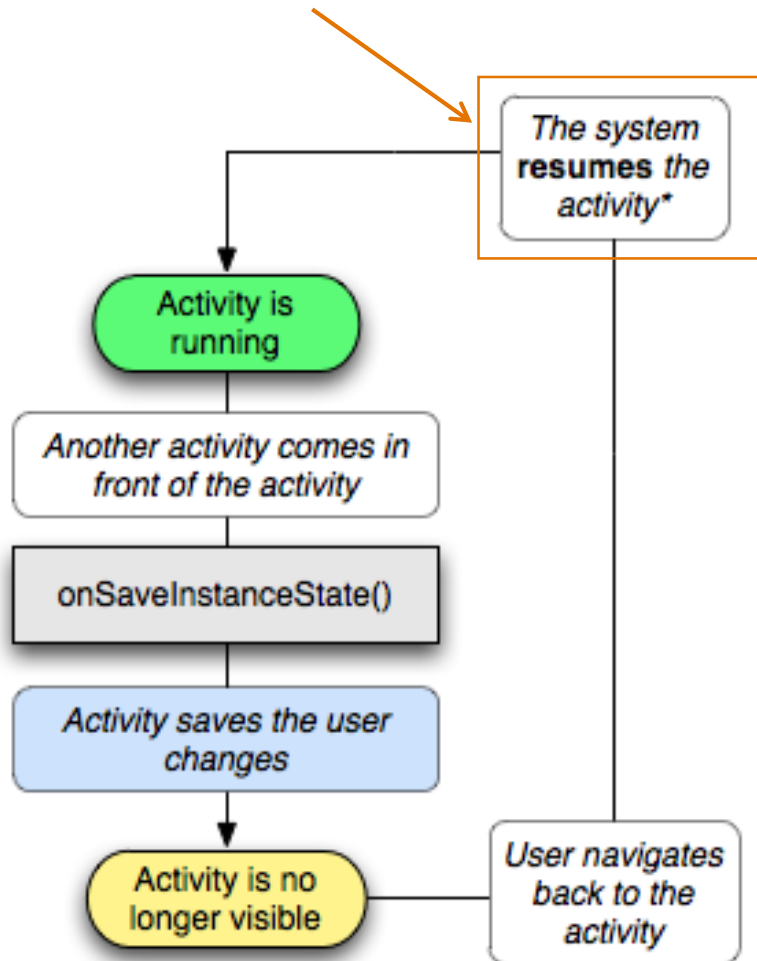 The system
resumes the
activity*
Activity is
running
Another activity comes in
front of the activity
onSaveInstanceState()
Activity saves the user
changes
Activity is no
longer visible
User navigates
back to the
activity